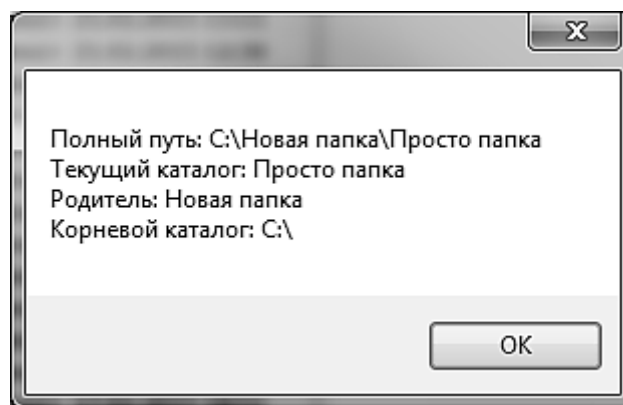 Полный путь: C:\Новая папка\Просто папка
Текущий каталог: Просто папка
Родитель: Новая папка
Корневой каталог: C:\
OK